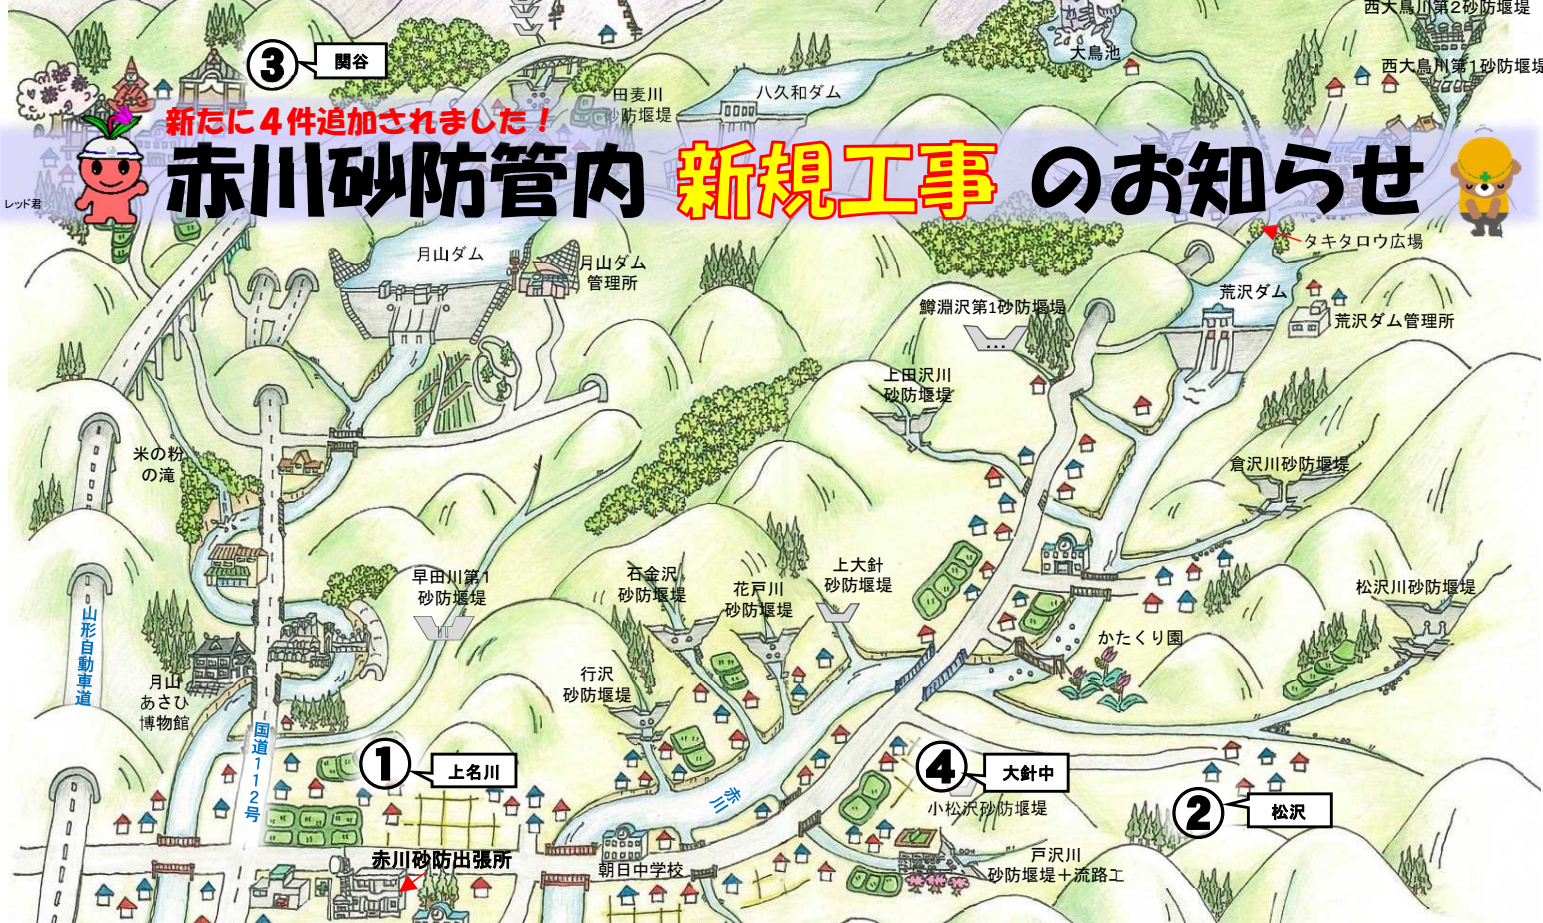 西大鳥川第2砂防堰堤
大鳥池
③ 関谷
西大鳥川第1砂防堰堤
田麦川
砂防堰堤
八久和ダム
新たに４件追加されました！
赤川砂防管内 新規工事 のお知らせ
レッド君
タキタロウ広場
月山ダム
月山ダム
管理所
荒沢ダム
鱒淵沢第1砂防堰堤
荒沢ダム管理所
上田沢川
砂防堰堤
米の粉
の滝
倉沢川砂防堰堤
早田川第1
砂防堰堤
石金沢
砂防堰堤
花戸川
砂防堰堤
上大針
砂防堰堤
松沢川砂防堰堤
山形自動車道
かたくり園
行沢
砂防堰堤
月山
あさひ
博物館
国道112号
① 上名川
④ 大針中
赤川
小松沢砂防堰堤
② 松沢
赤川砂防出張所
朝日中学校
戸沢川
砂防堰堤＋流路工